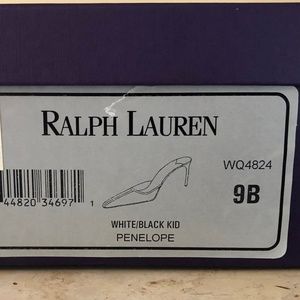 RALPH LAUREN
WQ4824
9B
44820 34697 1
WHITE/BLACK KID
PENELOPE